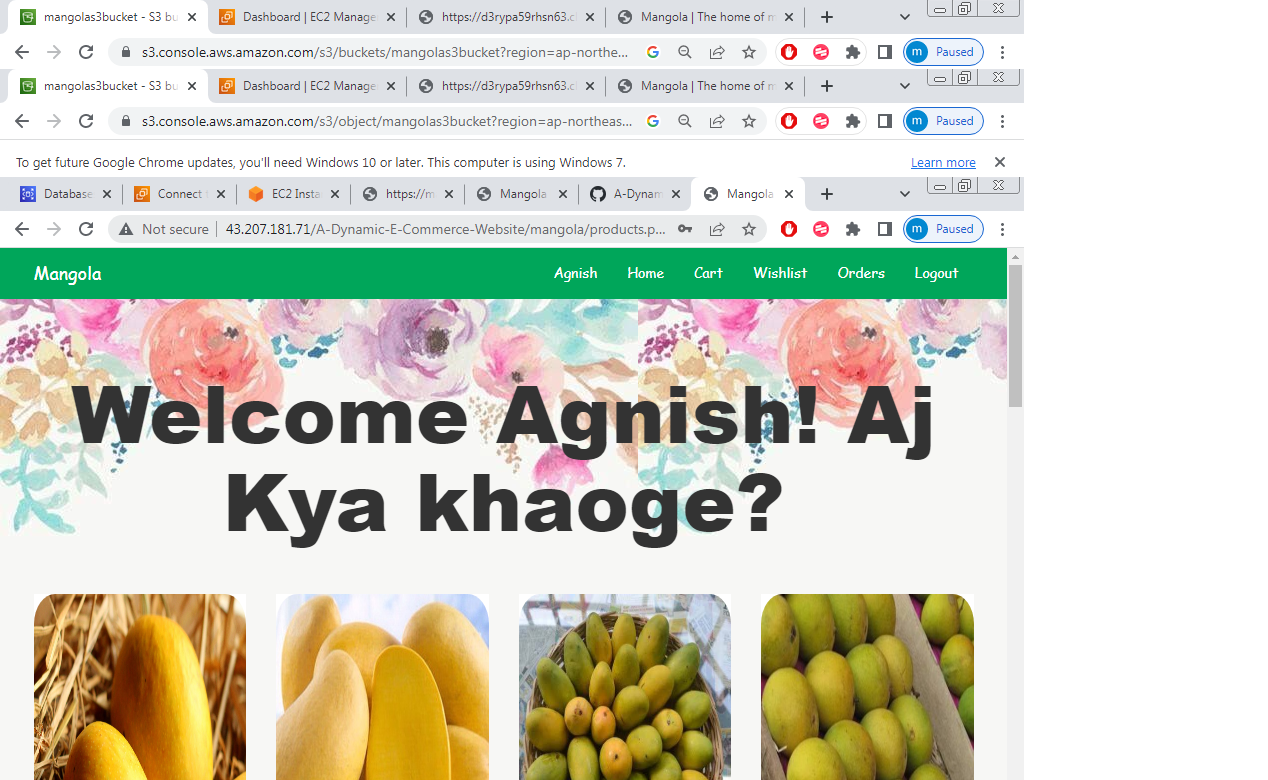 mangolas3bucket - S3 bu
Dashboard | EC2 Manage
https://d3rypa59rhsn63.cl
Mangola | The home of m
s3.console.aws.amazon.com/s3/buckets/mangolas3bucket?region=ap-northe...
m Paused
mangolas3bucket - S3 bu
Dashboard | EC2 Manage
https://d3rypa59rhsn63.cl
Mangola | The home of m
s3.console.aws.amazon.com/s3/object/mangolas3bucket?region=ap-northeas...
m Paused
To get future Google Chrome updates, you'll need Windows 10 or later. This computer is using Windows 7.
Learn more
Database
Connect t
EC2 Insta
https://m
Mangola
A-Dynam
Mangola
Not secure
43.207.181.71/A-Dynamic-E-Commerce-Website/mangola/products.p...
m Paused
Mangola
Agnish
Home
Cart
Wishlist
Orders
Logout
Welcome Agnish! Aj
Kya khaoge?